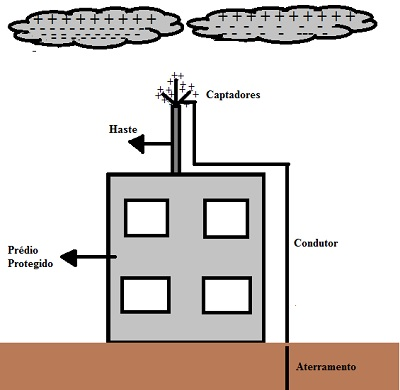 Captadores
Haste
Prédio
Protegido
Condutor
Aterramento